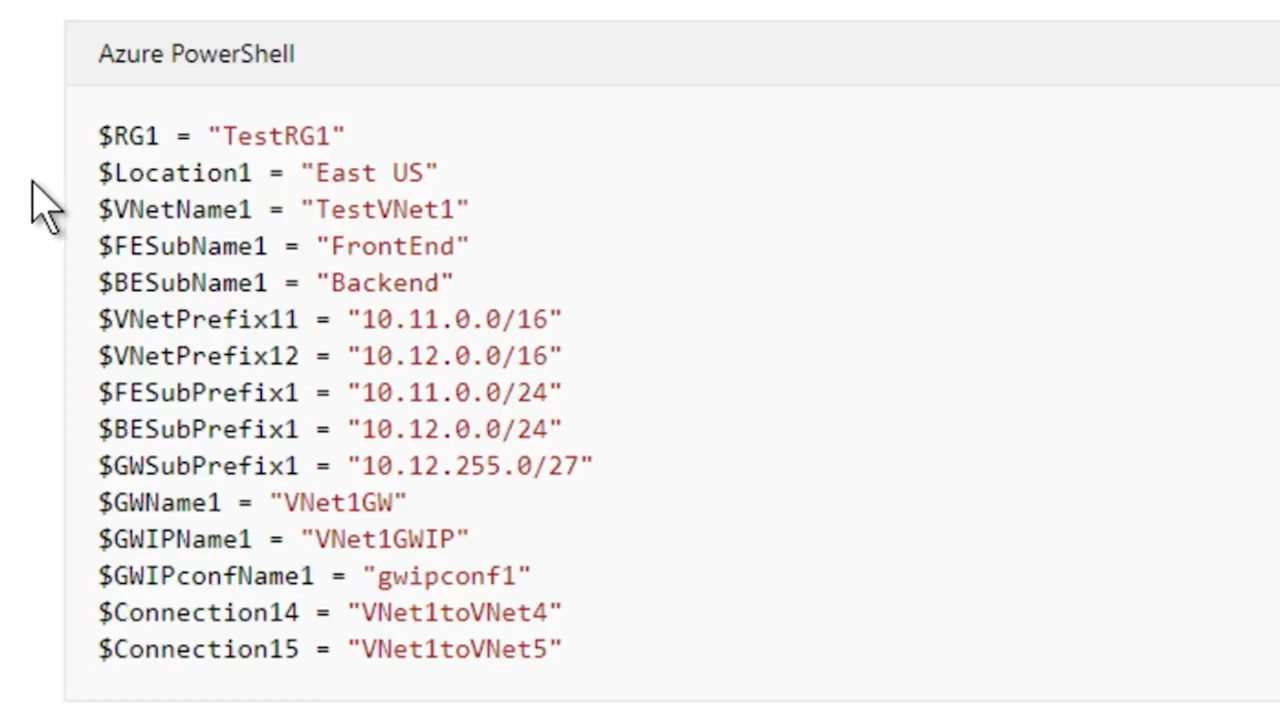 Azure PowerShell
$RG1 = "TestRG1"
$Location1 = "East US"
$VNetName1 = "TestVNet1"
$FESubName1 = "FrontEnd"
$BESubName1 = "Backend"
$VNetPrefix11 = "10.11.0.0/16"
$VNetPrefix12 = "10.12.0.0/16"
$FESubPrefix1 = "10.11.0.0/24"
$BESubPrefix1 = "10.12.0.0/24"
$GWSubPrefix1 = "10.12.255.0/27"
$GWName1 = "VNet1GW"
$GWIPName1 = "VNet1GWIP"
$GWIPconfName1 = "gwipconf1"
$Connection14 = "VNet1toVNet4"
$Connection15 = "VNet1toVNet5"